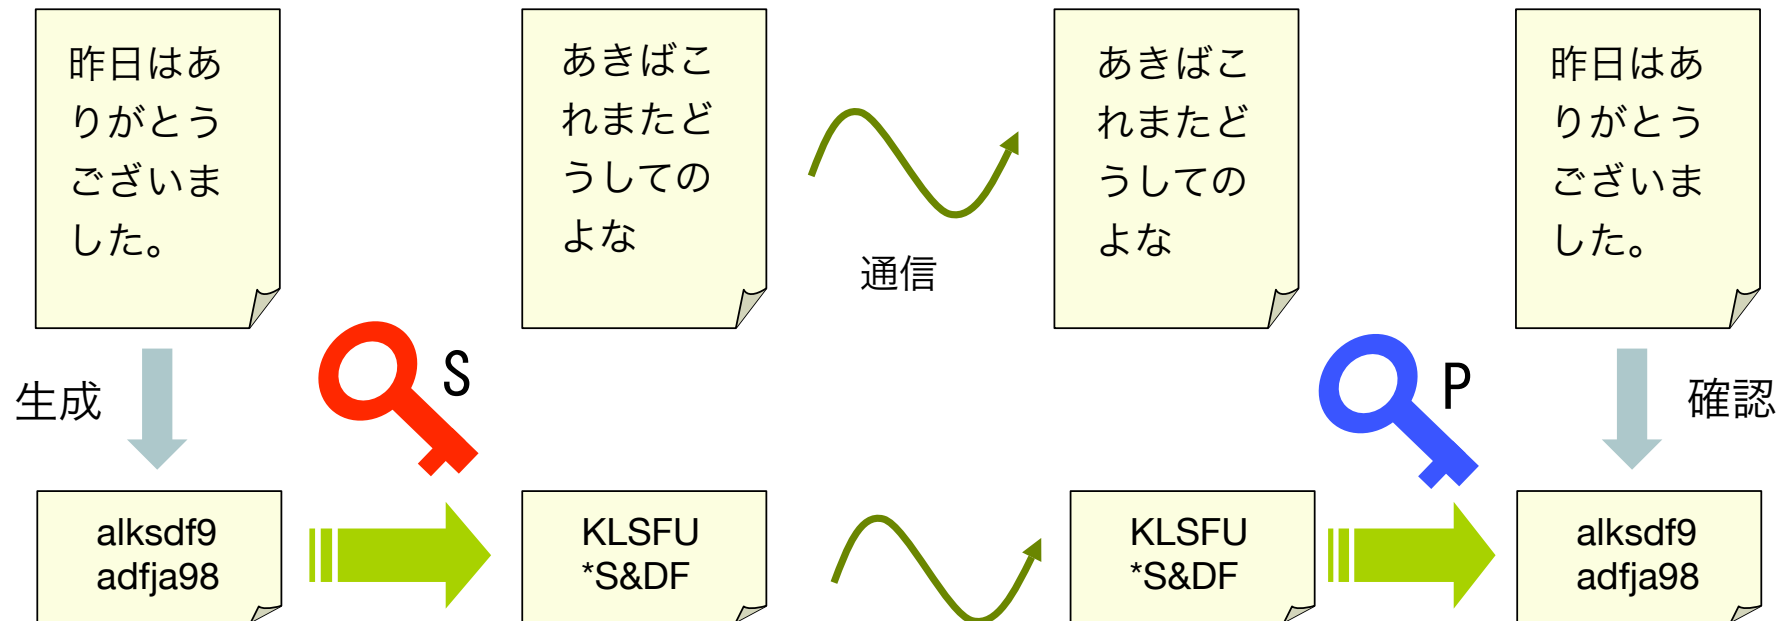 昨日はあ
りがとう
ございま
した。
あきばこ
れまたど
うしての
よな
通信
あきばこ
れまたど
うしての
よな
昨日はあ
りがとう
ございま
した。
生成
S
P
確認
alksdf9
adfja98
KLSFU
*S&DF
KLSFU
*S&DF
alksdf9
adfja98